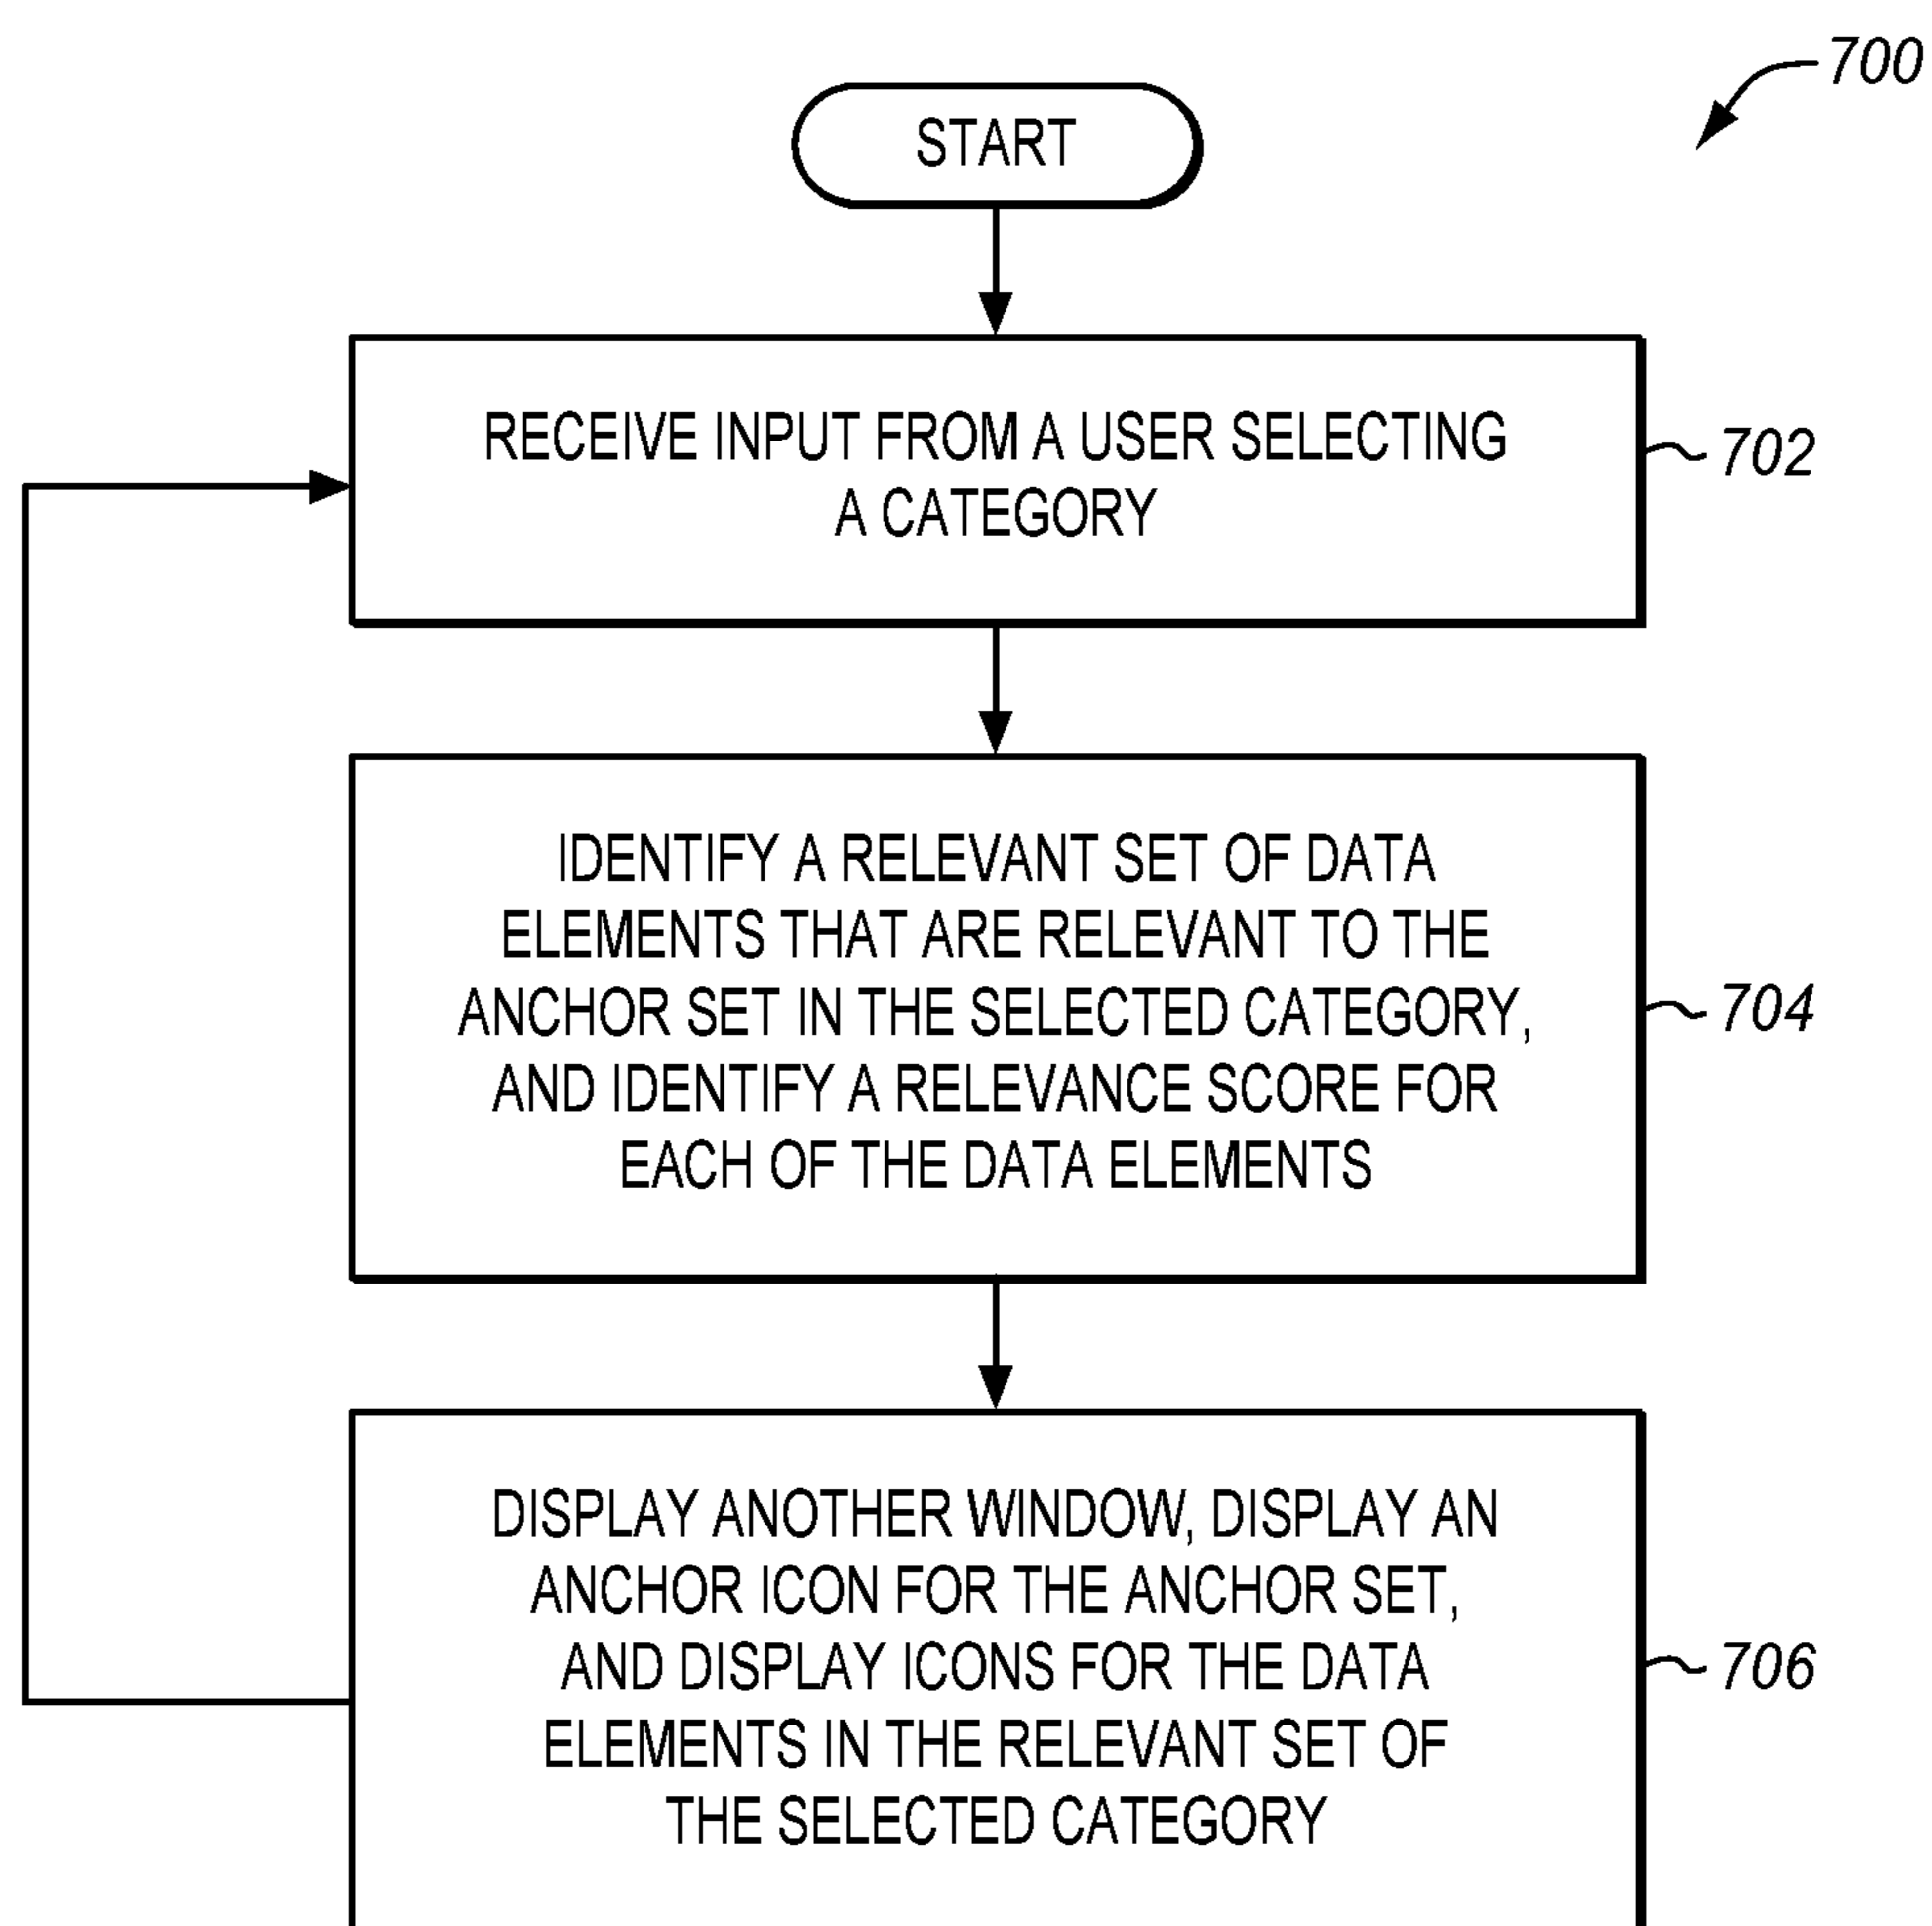 700
START
RECEIVE INPUT FROM A USER SELECTING
A CATEGORY
702
IDENTIFY A RELEVANT SET OF DATA
ELEMENTS THAT ARE RELEVANT TO THE
ANCHOR SET IN THE SELECTED CATEGORY,
AND IDENTIFY A RELEVANCE SCORE FOR
EACH OF THE DATA ELEMENTS
704
DISPLAY ANOTHER WINDOW, DISPLAY AN
ANCHOR ICON FOR THE ANCHOR SET,
AND DISPLAY ICONS FOR THE DATA
ELEMENTS IN THE RELEVANT SET OF
THE SELECTED CATEGORY
706